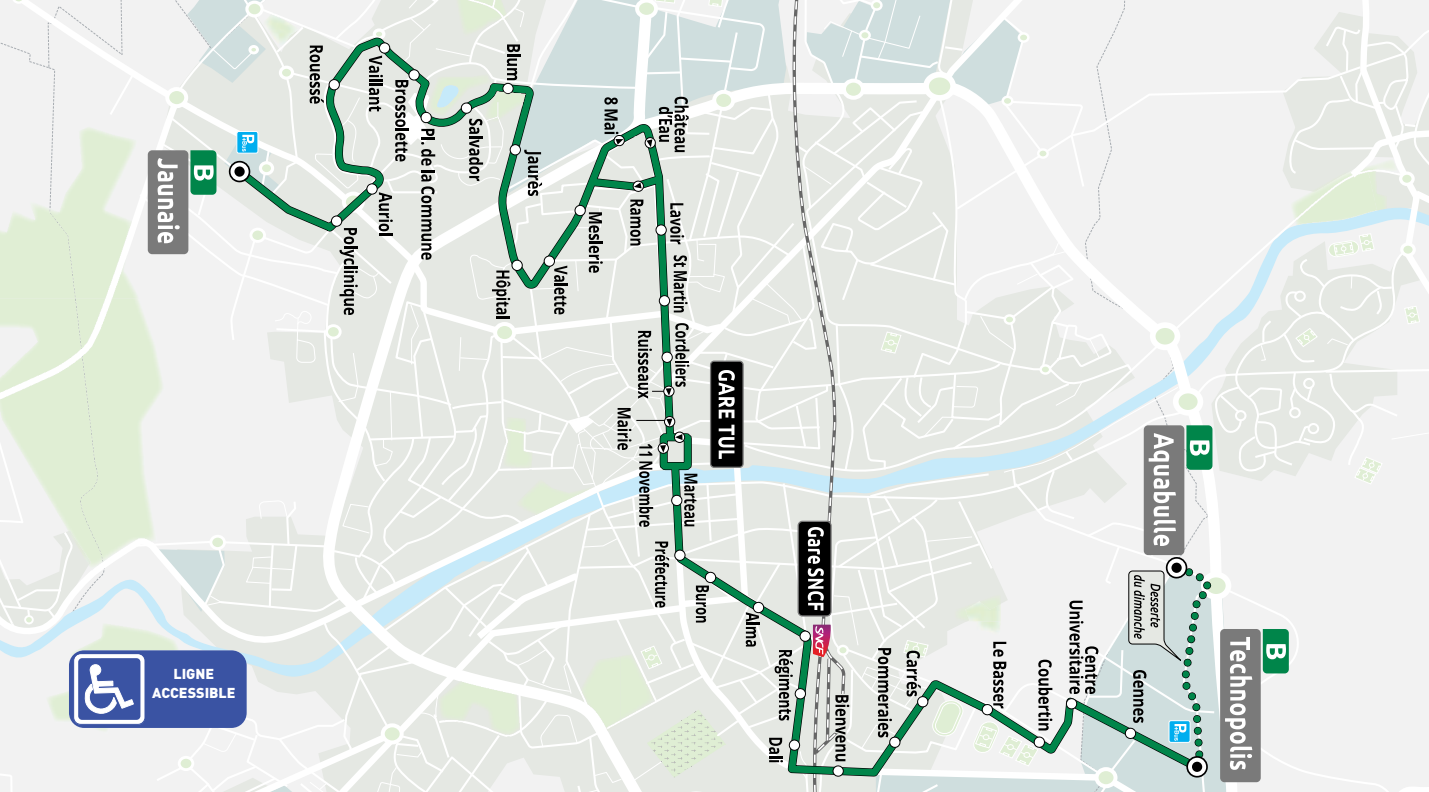 B
Jaunaie
P+Bus
Polyclinique
Auriol
Rouessé
Vaillant
Brossolette
Pl. de la Commune
Salvador
Blum
Jaurès
Hôpital
Valette
Meslerie
8 Mai
Château
d'Eau
Ramon
Lavoir
St Martin
Cordeliers
Ruisseaux
Mairie
GARE TUL
11 Novembre
Marteau
Préfecture
Buron
Alma
Gare SNCF
SNCF
Régiments
Dali
Bienvenu
Pommeraies
Carrés
Le Basser
Coubertin
Centre
Universitaire
Gennes
P+Bus
B
Technopolis
Desserte
du dimanche
B
Aquabulle
LIGNE
ACCESSIBLE